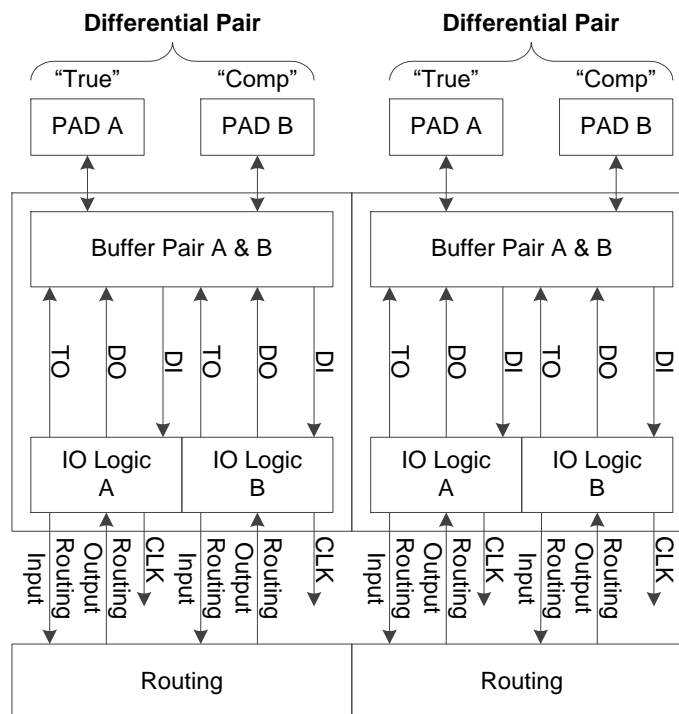 Differential Pair
Differential Pair
“True”
“Comp”
“True”
“Comp”
PAD A
PAD B
PAD A
PAD B
Buffer Pair A & B
Buffer Pair A & B
TO
DO
DI
TO
DO
DI
TO
DO
DI
TO
DO
DI
IO Logic
A
IO Logic
B
IO Logic
A
IO Logic
B
Routing
Input
Routing
Output
CLK
Routing
Input
Routing
Output
CLK
Routing
Input
Routing
Output
CLK
Routing
Input
Routing
Output
CLK
Routing
Routing